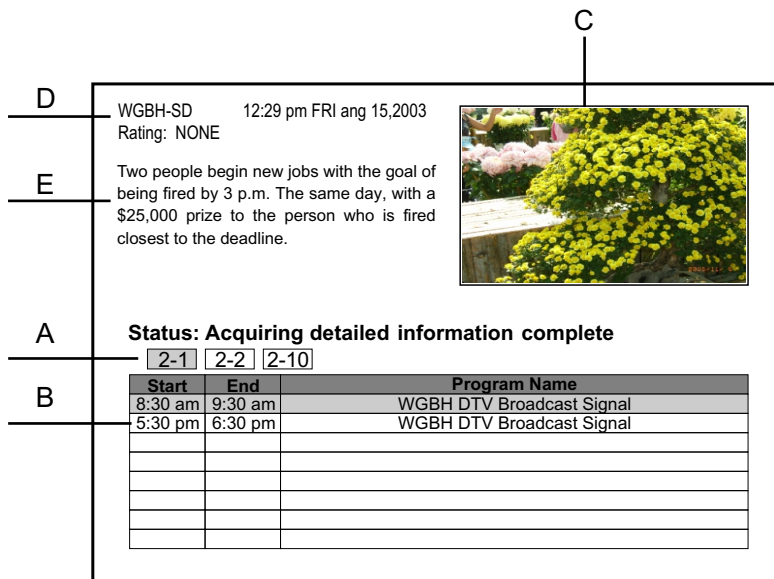 C
D
WGBH-SD 12:29 pm FRI ang 15,2003
Rating: NONE
E
Two people begin new jobs with the goal of
being fired by 3 p.m. The same day, with a
$25,000 prize to the person who is fired
closest to the deadline.
A
Status: Acquiring detailed information complete
2-1 2-2 2-10
B
Start End Program Name
8:30 am 9:30 am WGBH DTV Broadcast Signal
5:30 pm 6:30 pm WGBH DTV Broadcast Signal